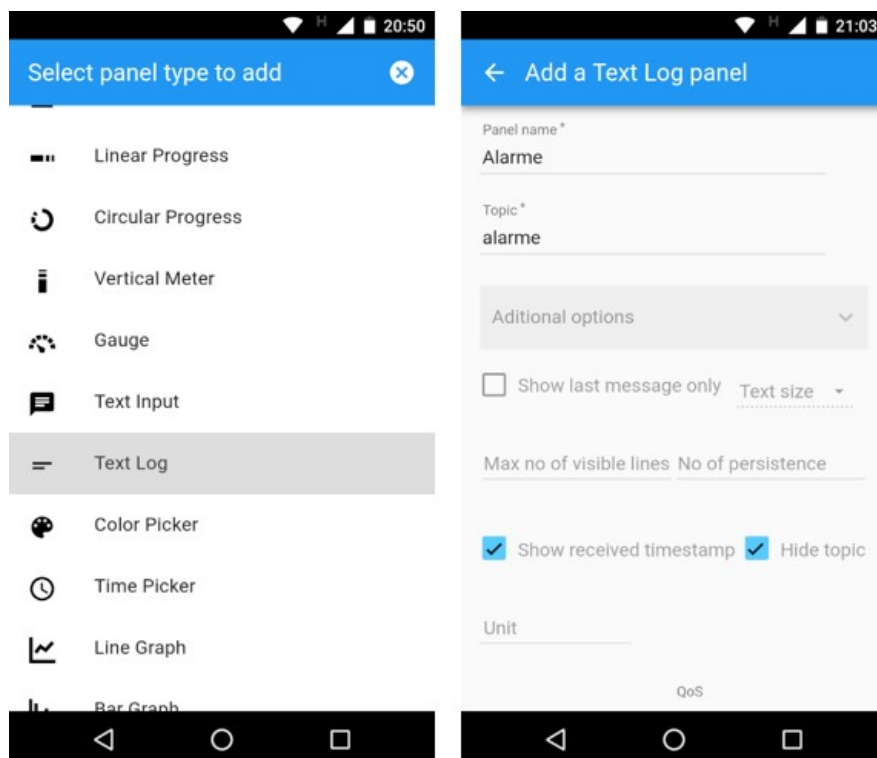 H 20:50
Select panel type to add
Linear Progress
Circular Progress
Vertical Meter
Gauge
Text Input
Text Log
Color Picker
Time Picker
Line Graph
Bar Graph
H 21:03
Add a Text Log panel
Panel name *
Alarme
Topic *
alarme
Aditional options
Show last message only Text size
Max no of visible lines No of persistence
Show received timestamp Hide topic
Unit
QoS